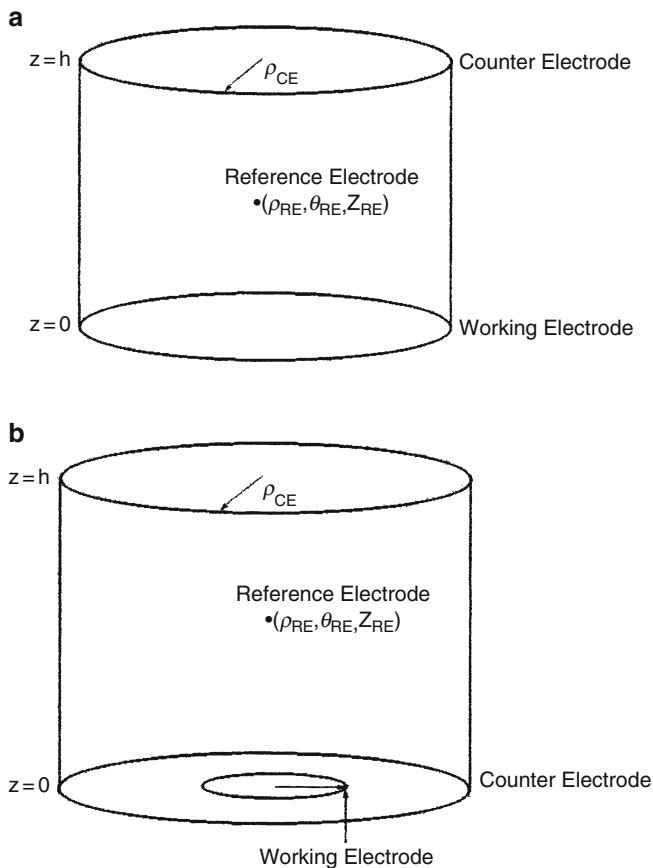 a
z=h
ρCE
Counter Electrode
Reference Electrode
•(ρRE,θRE,ZRE)
z=0
Working Electrode
b
z=h
ρCE
Reference Electrode
•(ρRE,θRE,ZRE)
z=0
Counter Electrode
Working Electrode